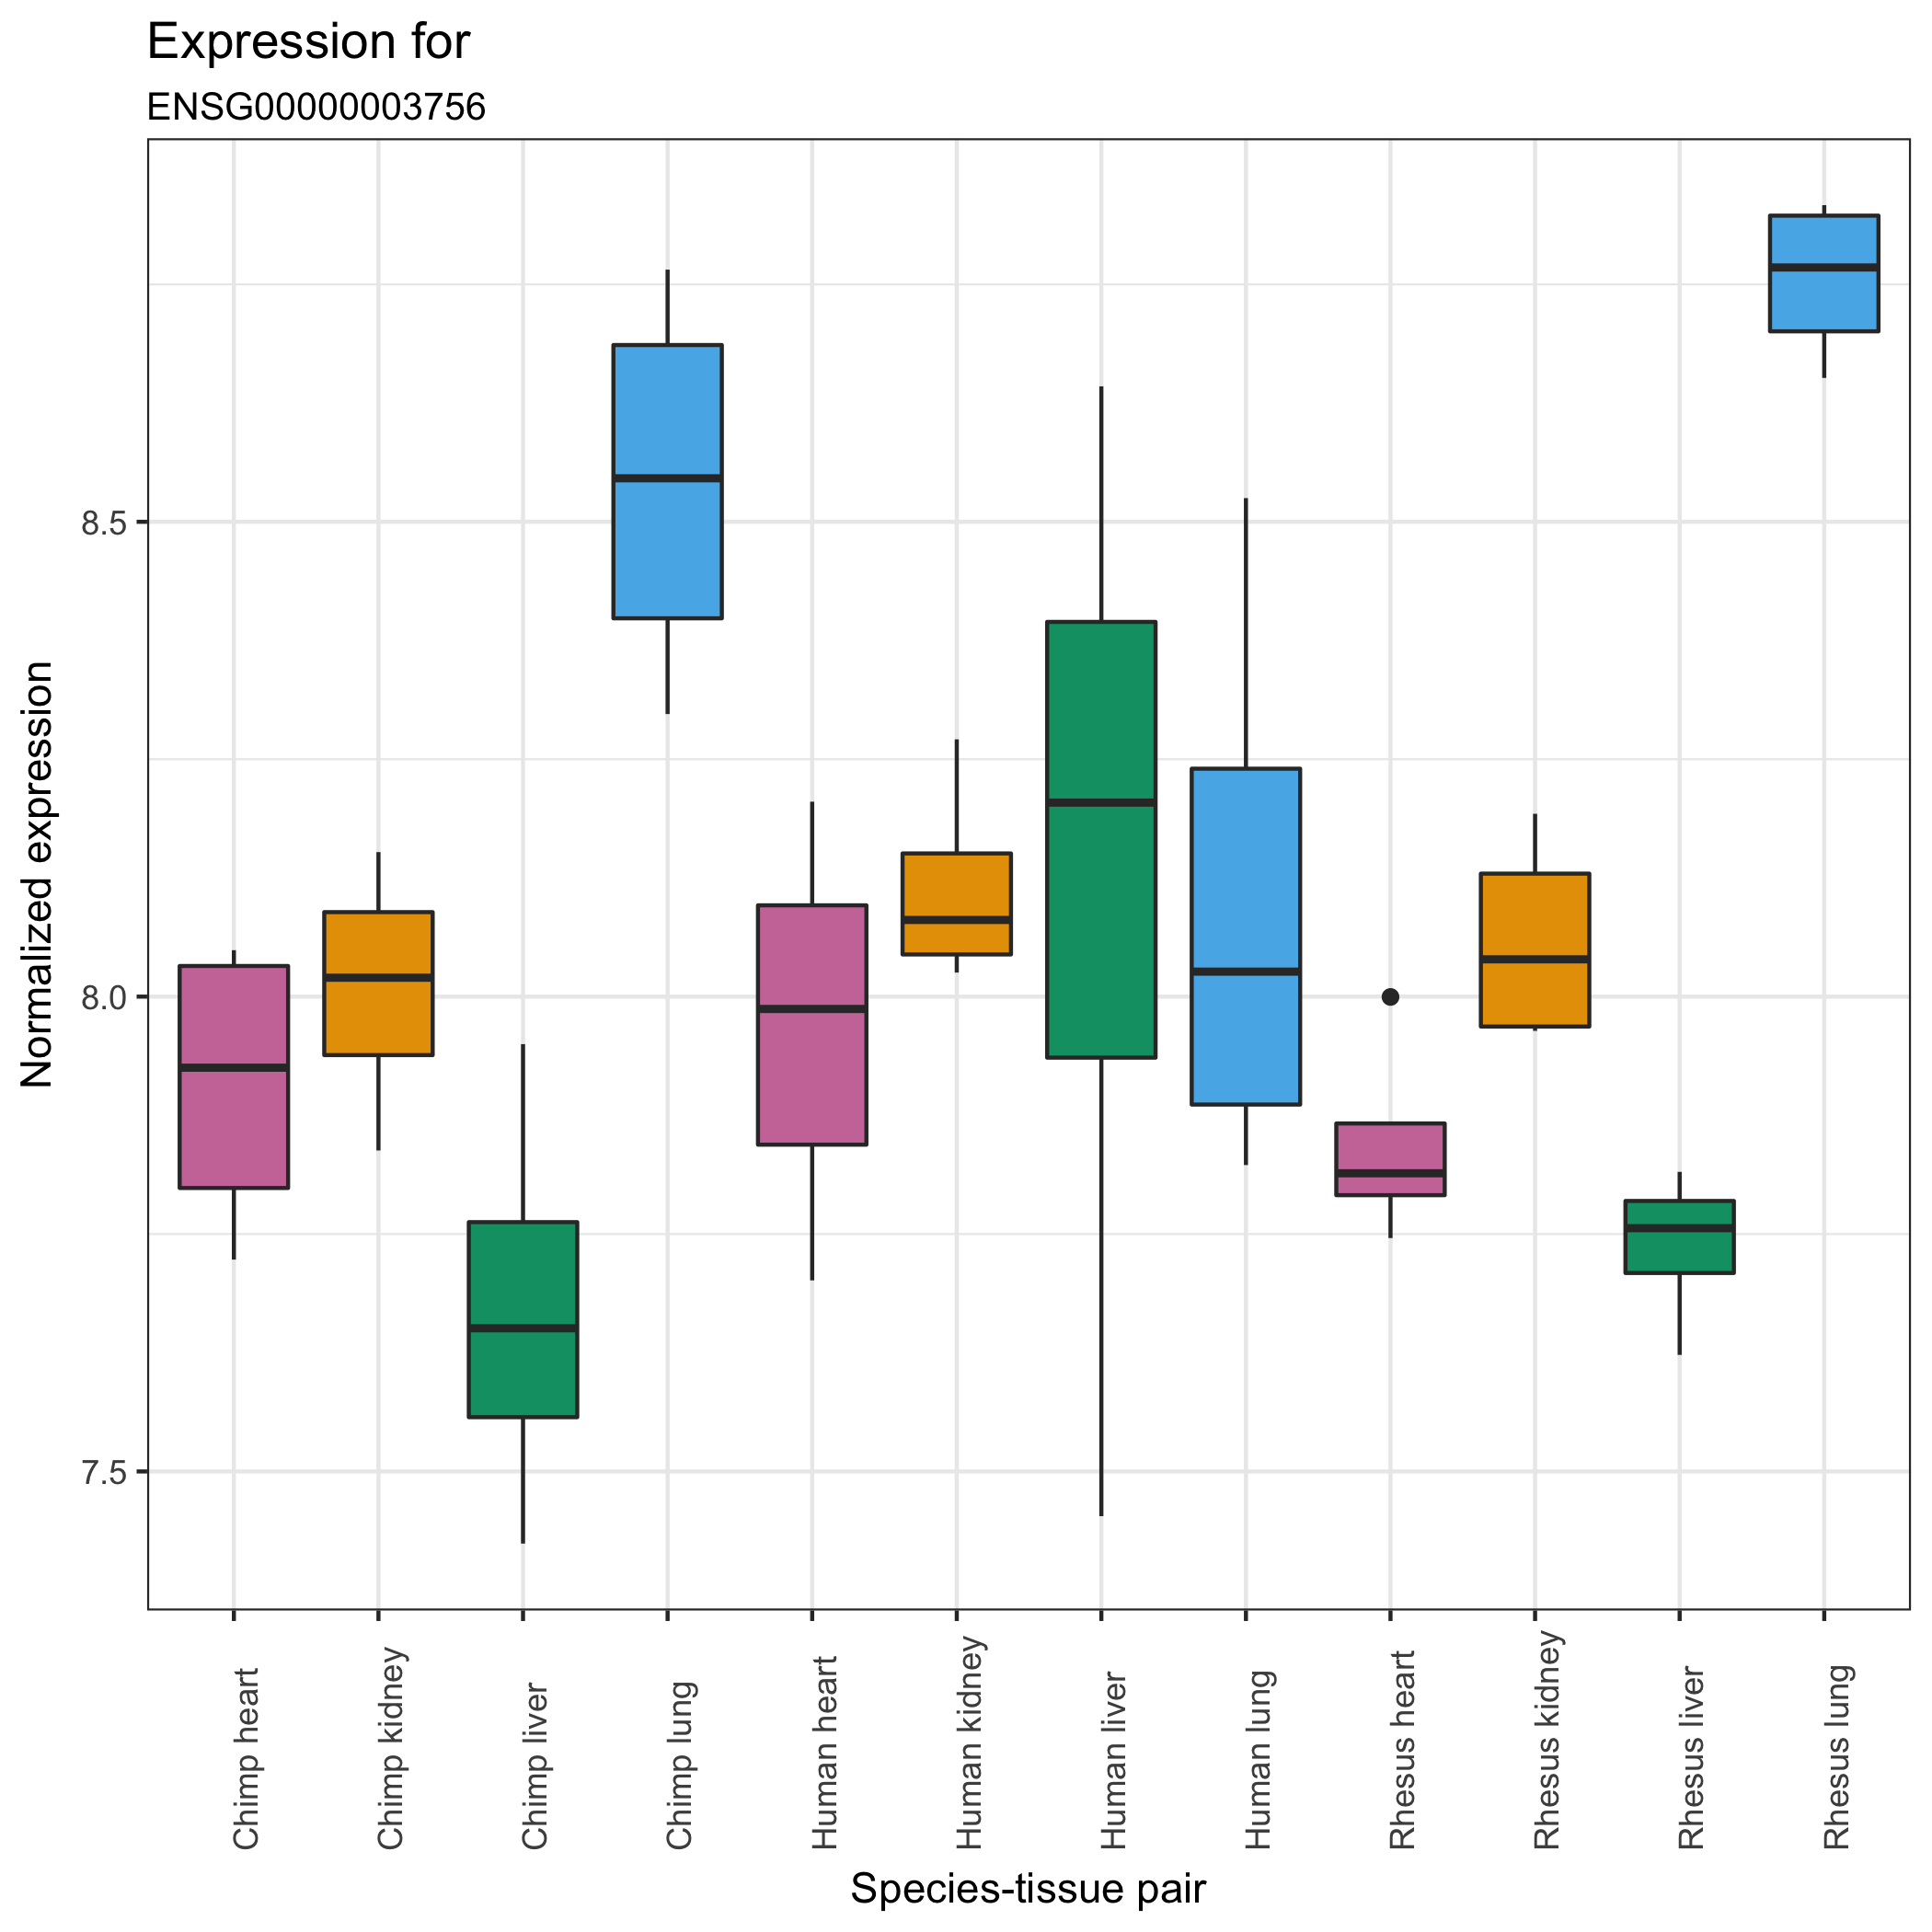 Expression for
ENSG00000003756
Normalized expression
8.5
8.0
7.5
Chimp heart
Chimp kidney
Chimp liver
Chimp lung
Human heart
Human kidney
Human liver
Human lung
Rhesus heart
Rhesus kidney
Rhesus liver
Rhesus lung
Species-tissue pair